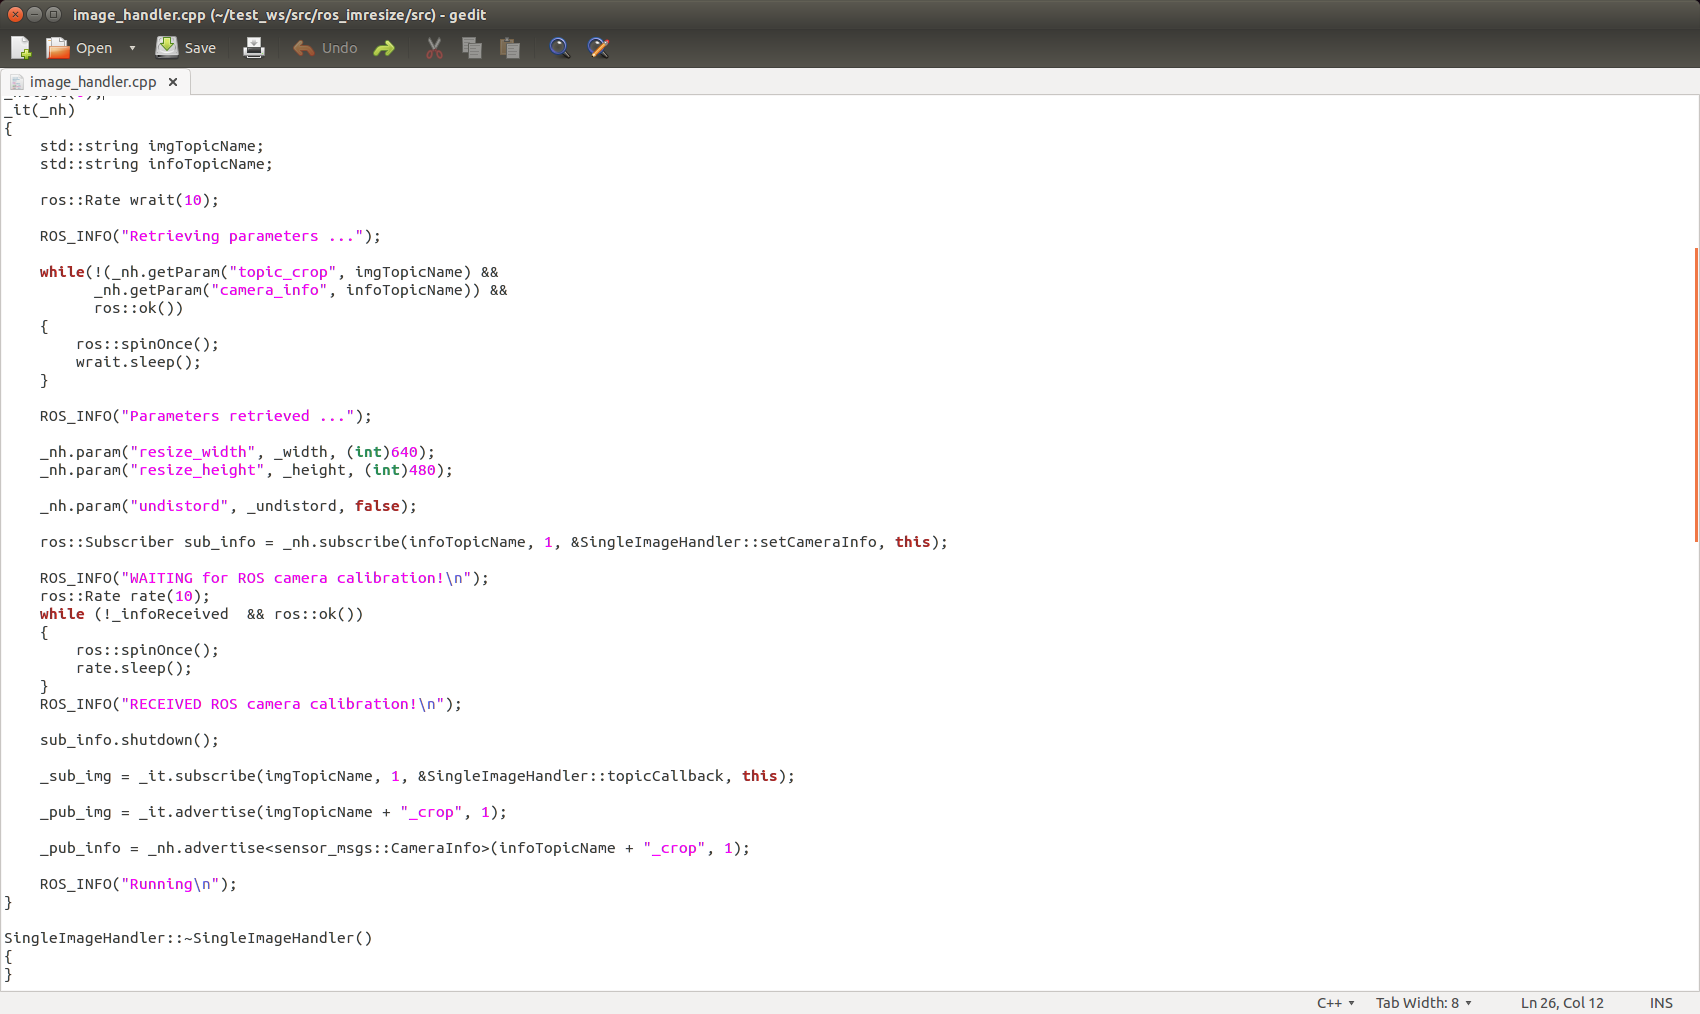 image_handler.cpp (~/test_ws/src/ros_imresize/src) - gedit
Open Save Undo
image_handler.cpp
_it(_nh)
{
    std::string imgTopicName;
    std::string infoTopicName;
    ros::Rate wrait(10);
    ROS_INFO("Retrieving parameters ...");
    while(!(_nh.getParam("topic_crop", imgTopicName) &&
          _nh.getParam("camera_info", infoTopicName)) &&
          ros::ok())
    {
        ros::spinOnce();
        wrait.sleep();
    }
    ROS_INFO("Parameters retrieved ...");
    _nh.param("resize_width", _width, (int)640);
    _nh.param("resize_height", _height, (int)480);
    _nh.param("undistord", _undistord, false);
    ros::Subscriber sub_info = _nh.subscribe(infoTopicName, 1, &SingleImageHandler::setCameraInfo, this);
    ROS_INFO("WAITING for ROS camera calibration!\n");
    ros::Rate rate(10);
    while (!_infoReceived  && ros::ok())
    {
        ros::spinOnce();
        rate.sleep();
    }
    ROS_INFO("RECEIVED ROS camera calibration!\n");
    sub_info.shutdown();
    _sub_img = _it.subscribe(imgTopicName, 1, &SingleImageHandler::topicCallback, this);
    _pub_img = _it.advertise(imgTopicName + "_crop", 1);
    _pub_info = _nh.advertise<sensor_msgs::CameraInfo>(infoTopicName + "_crop", 1);
    ROS_INFO("Running\n");
}
SingleImageHandler::~SingleImageHandler()
{
}
C++ Tab Width: 8 Ln 26, Col 12 INS